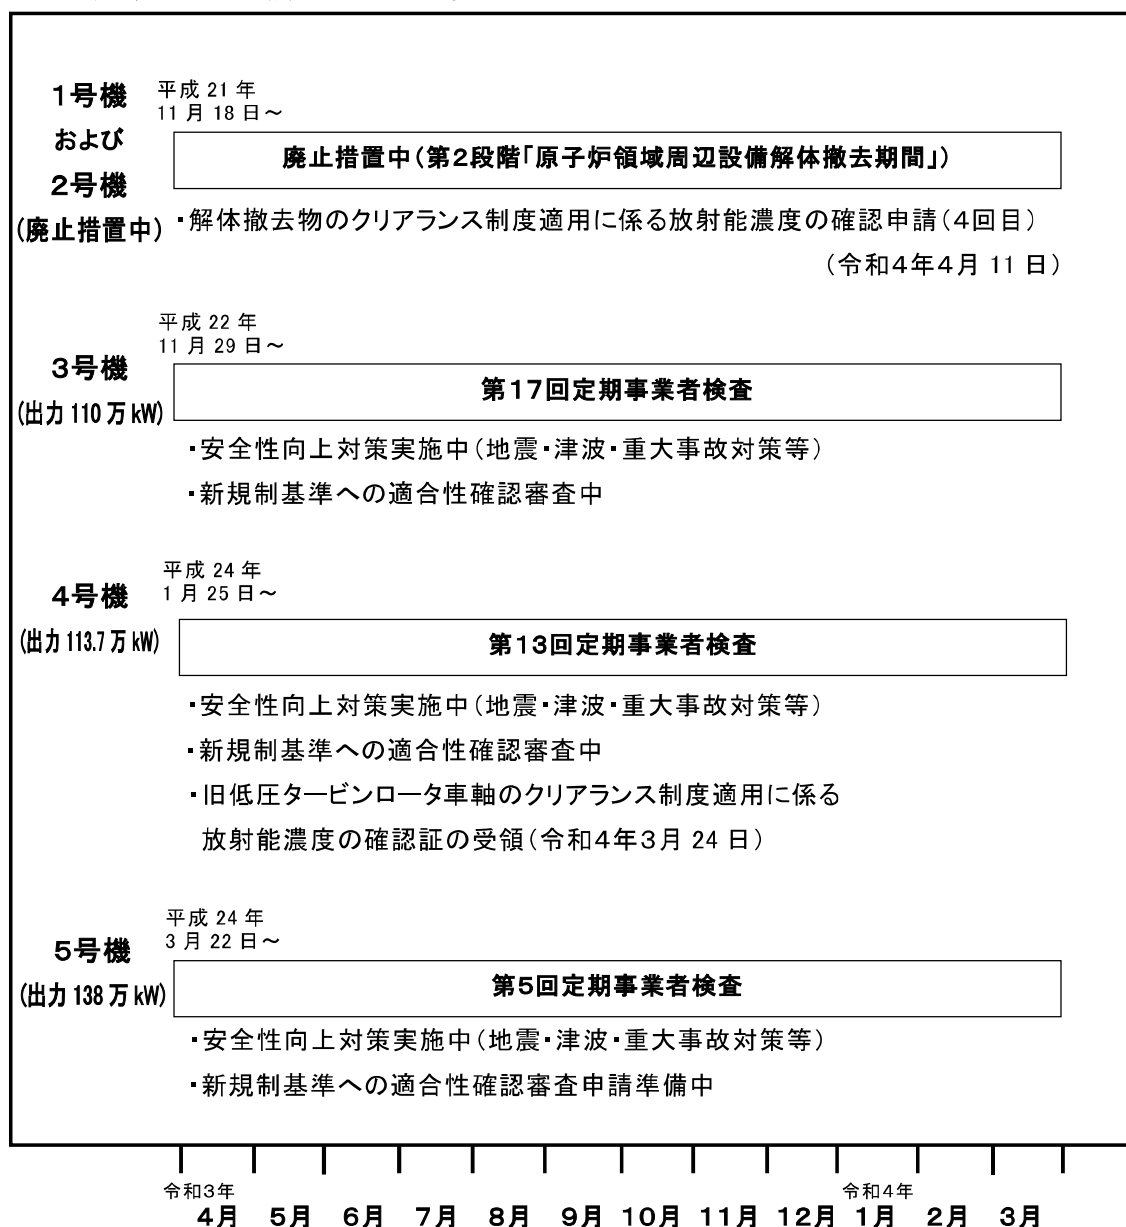 1号機
および
2号機
(廃止措置中)
平成 21 年
11 月 18 日～
廃止措置中(第2段階「原子炉領域周辺設備解体撤去期間」)
・解体撤去物のクリアランス制度適用に係る放射能濃度の確認申請(4回目)
(令和4年4月 11 日)
3号機
(出力 110 万 kW)
平成 22 年
11 月 29 日～
第17回定期事業者検査
・安全性向上対策実施中(地震・津波・重大事故対策等)
・新規制基準への適合性確認審査中
4号機
(出力 113.7 万 kW)
平成 24 年
1 月 25 日～
第13回定期事業者検査
・安全性向上対策実施中(地震・津波・重大事故対策等)
・新規制基準への適合性確認審査中
・旧低圧タービンロータ車軸のクリアランス制度適用に係る
放射能濃度の確認証の受領(令和4年3月 24 日)
5号機
(出力 138 万 kW)
平成 24 年
3 月 22 日～
第5回定期事業者検査
・安全性向上対策実施中(地震・津波・重大事故対策等)
・新規制基準への適合性確認審査申請準備中
令和3年 令和4年
4月 5月 6月 7月 8月 9月 10月 11月 12月 1月 2月 3月